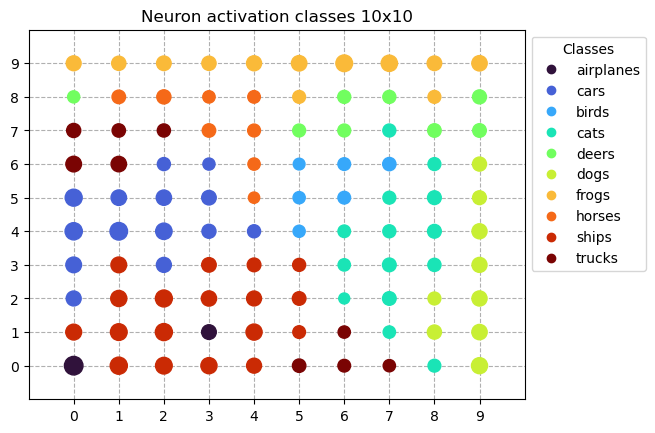 Neuron activation classes 10x10
9
8
7
6
5
4
3
2
1
0
0 1 2 3 4 5 6 7 8 9
Classes
airplanes
cars
birds
cats
deers
dogs
frogs
horses
ships
trucks